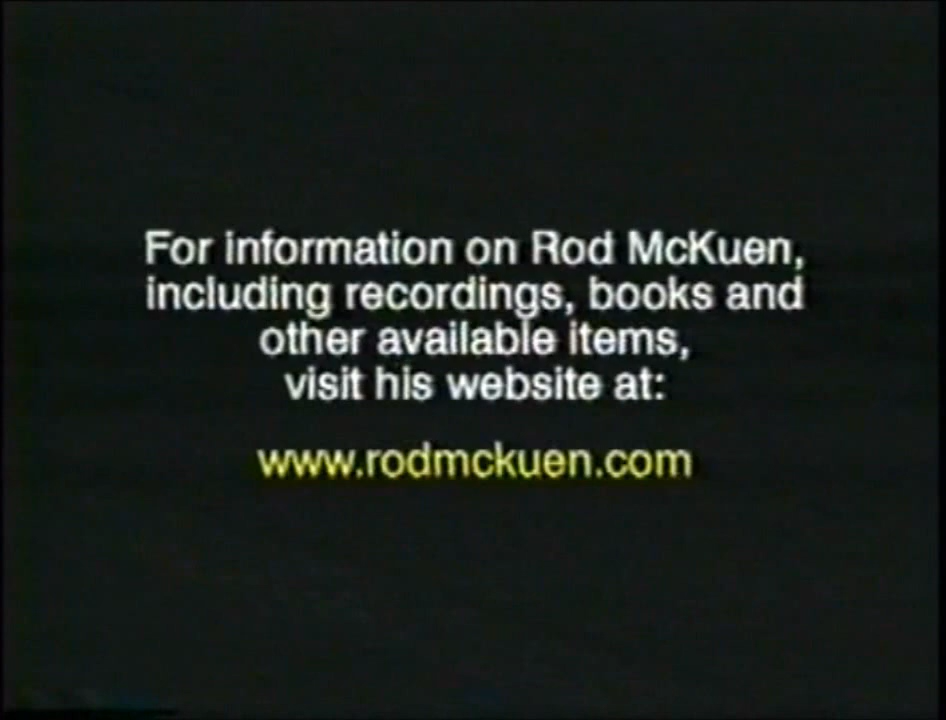 For information on Rod McKuen,
including recordings, books and
other available items,
visit his website at:
www.rodmckuen.com